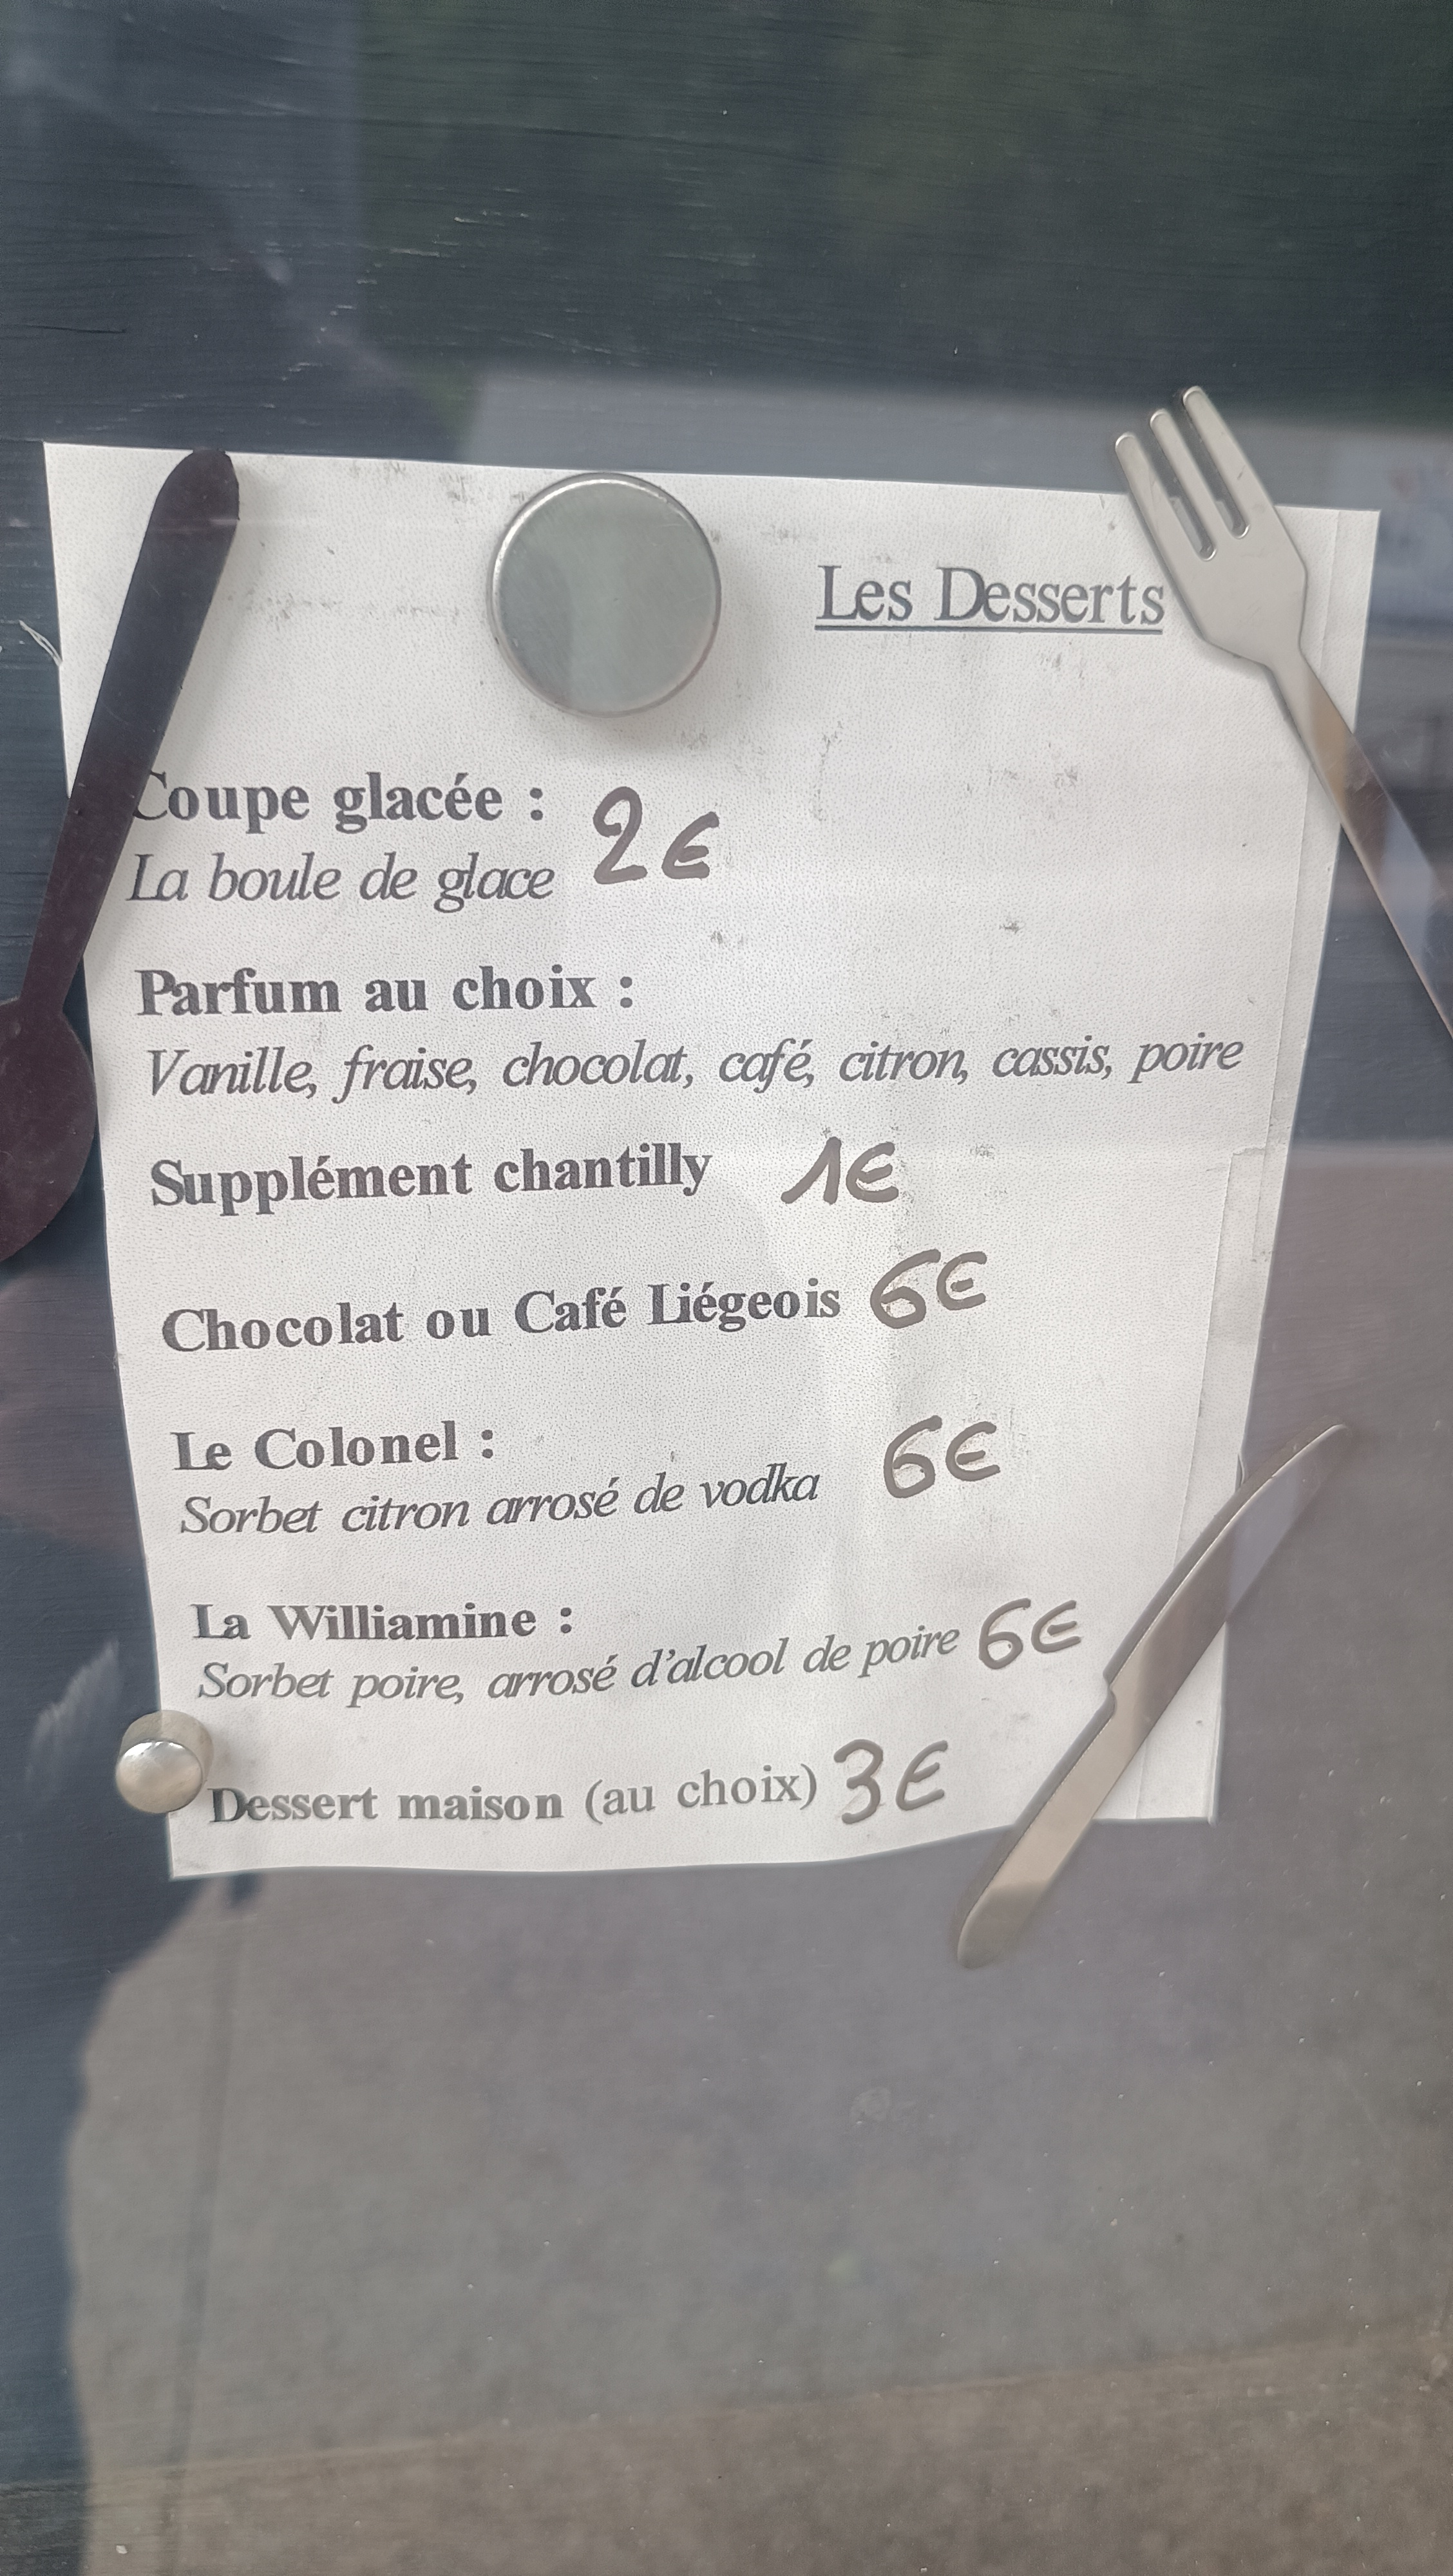 Les Desserts
Coupe glacée : 2€
La boule de glace
Parfum au choix :
Vanille, fraise, chocolat, café, citron, cassis, poire
Supplément chantilly 1€
Chocolat ou Café Liégeois 6€
Le Colonel :
Sorbet citron arrosé de vodka 6€
La Williamine :
Sorbet poire, arrosé d'alcool de poire 6€
Dessert maison (au choix) 3€